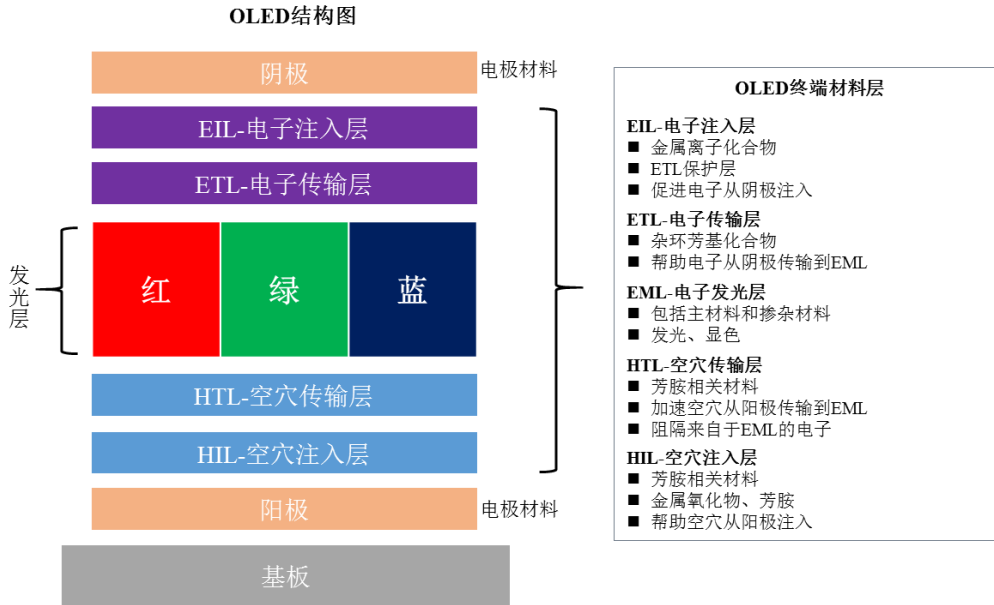 OLED结构图
阴极
电极材料
EIL-电子注入层
ETL-电子传输层
发光层
红
绿
蓝
HTL-空穴传输层
HIL-空穴注入层
阳极
电极材料
基板
OLED终端材料层
EIL-电子注入层
■ 金属离子化合物
■ ETL保护层
■ 促进电子从阴极注入
ETL-电子传输层
■ 杂环芳基化合物
■ 帮助电子从阴极传输到EML
EML-电子发光层
■ 包括主材料和掺杂材料
■ 发光、显色
HTL-空穴传输层
■ 芳胺相关材料
■ 加速空穴从阳极传输到EML
■ 阻隔来自于EML的电子
HIL-空穴注入层
■ 芳胺相关材料
■ 金属氧化物、芳胺
■ 帮助空穴从阳极注入